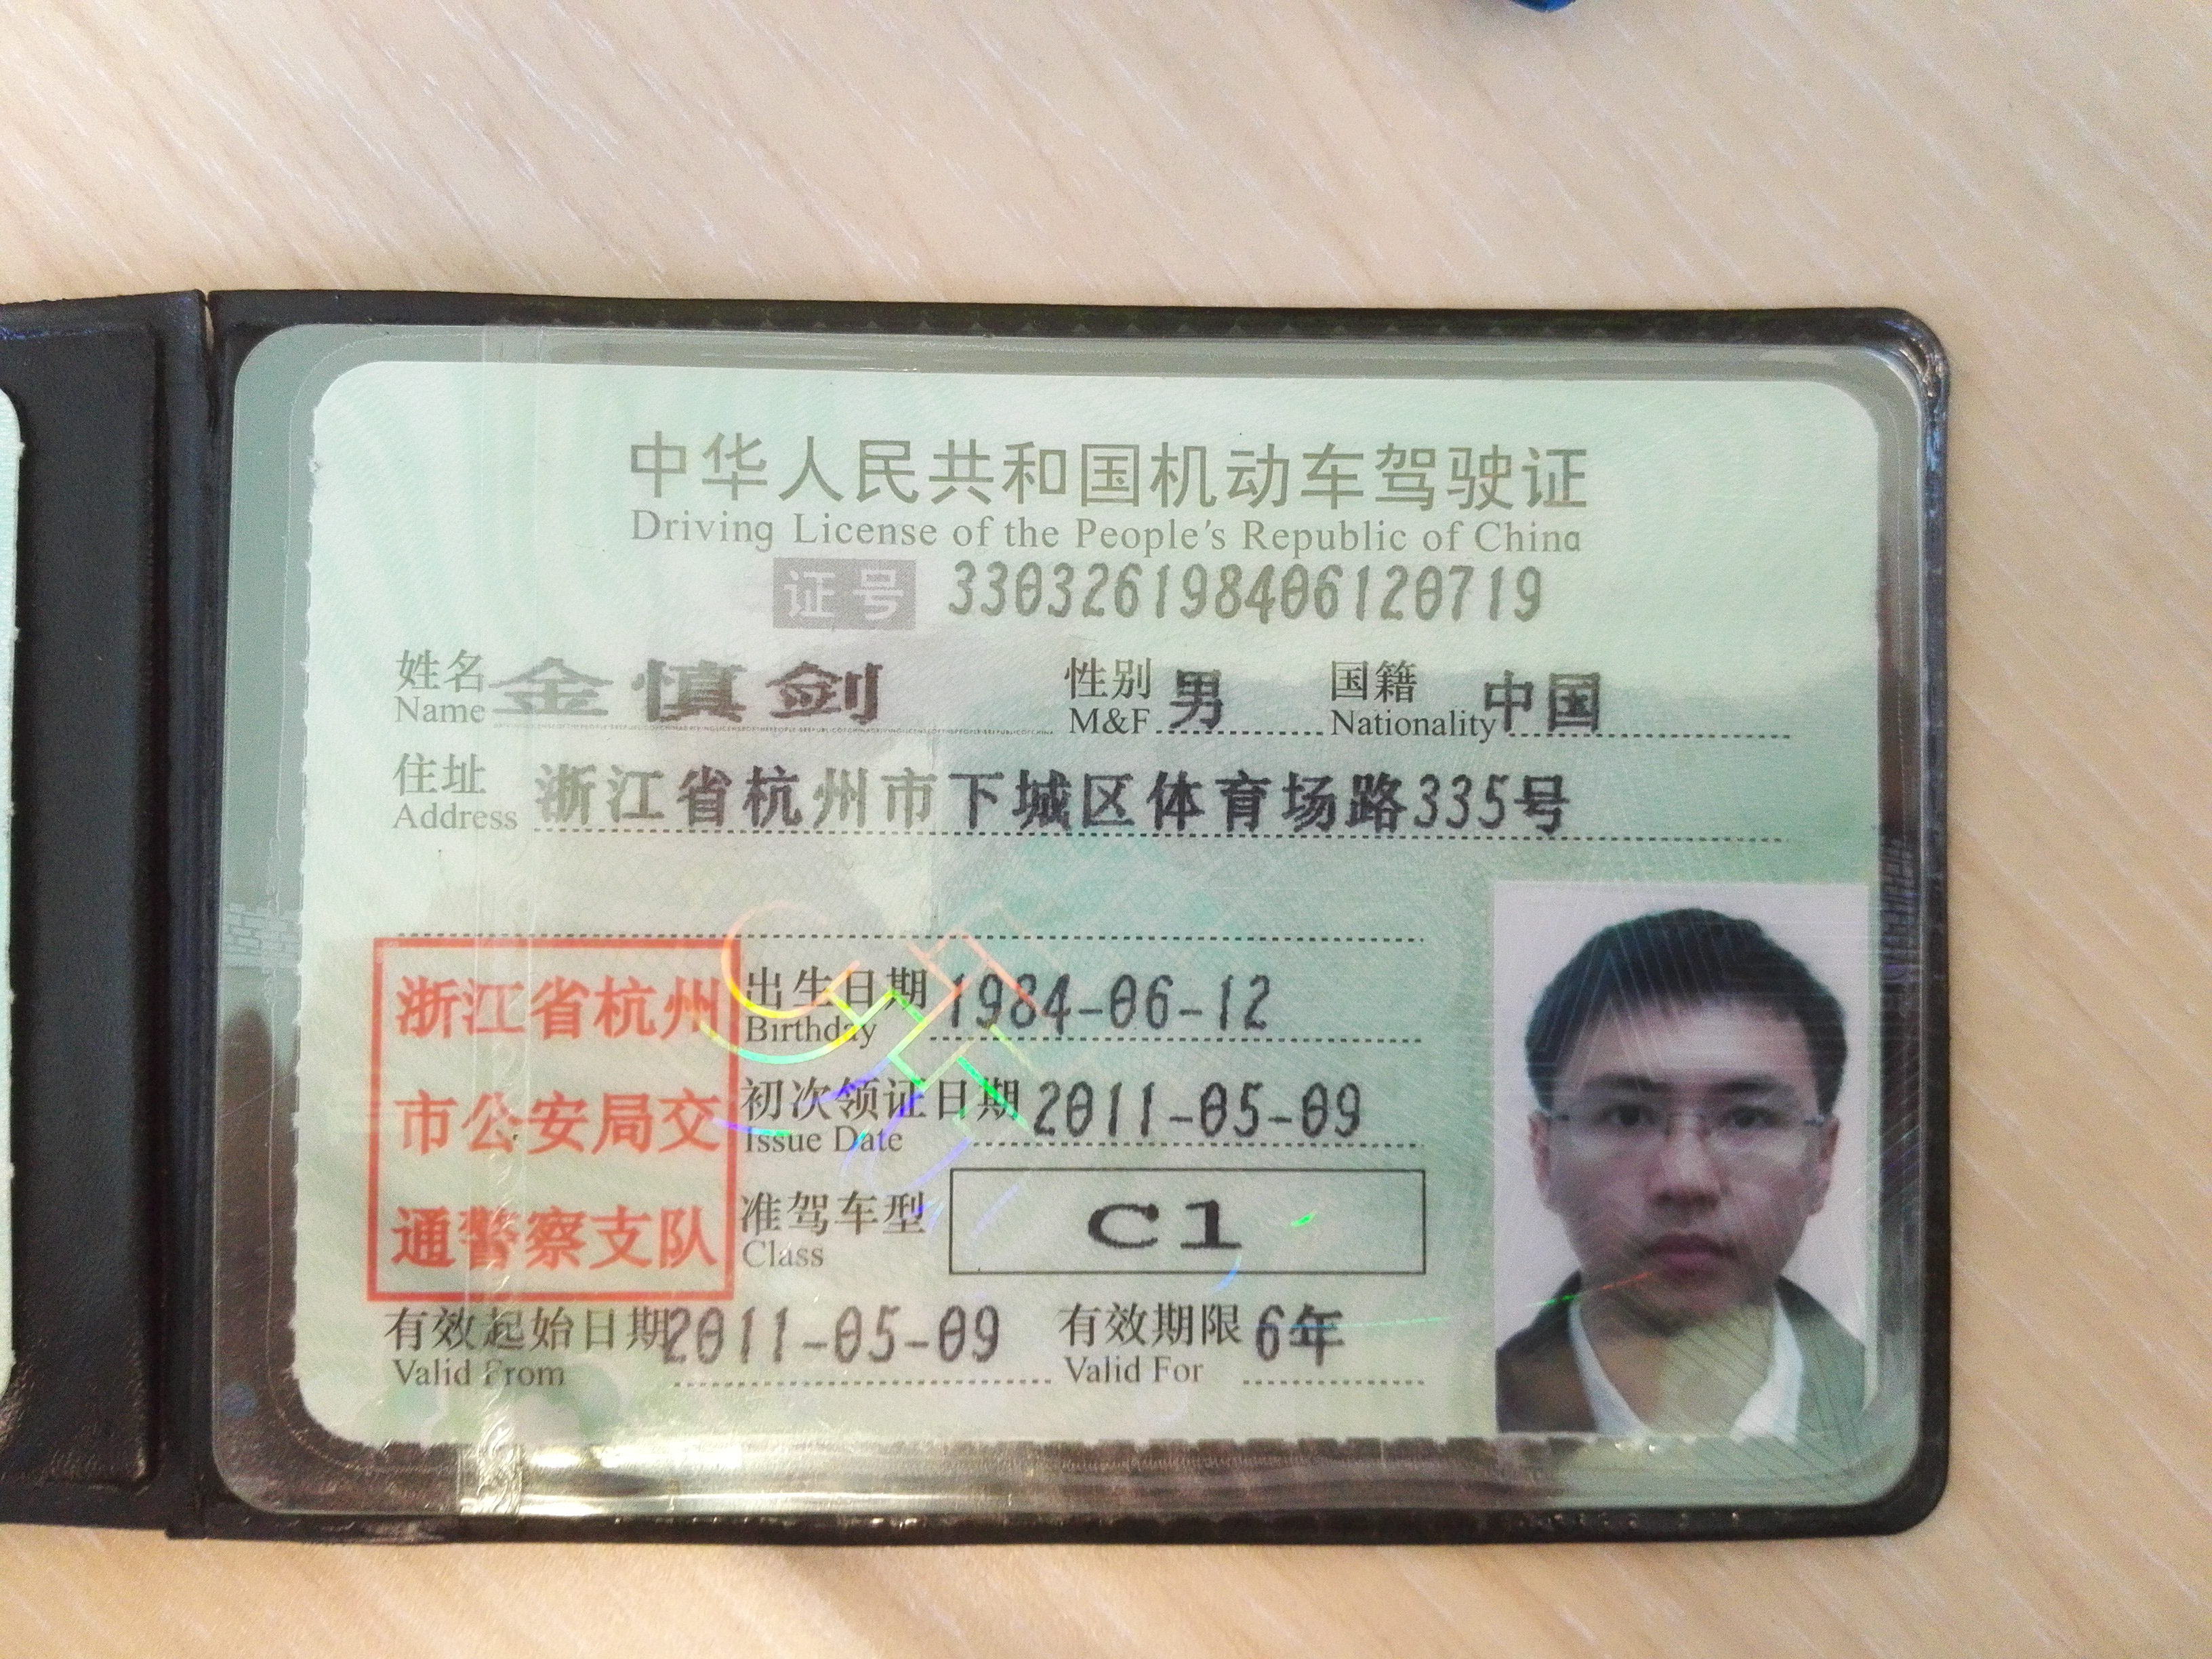 中华人民共和国机动车驾驶证
Driving License of the People's Republic of China
证号 330326198406120719
姓名 金慎剑 性别 男 国籍 中国
Name M&F Nationality
住址 浙江省杭州市下城区体育场路335号
Address
浙江省杭州
市公安局交
通警察支队
出生日期 1984-06-12
Birthday
初次领证日期 2011-05-09
Issue Date
准驾车型 C1
Class
有效起始日期 2011-05-09 有效期限 6年
Valid From Valid For